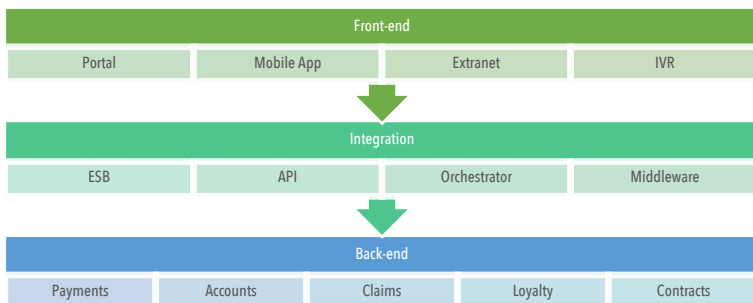 Front-end
Portal Mobile App Extranet IVR
Integration
ESB API Orchestrator Middleware
Back-end
Payments Accounts Claims Loyalty Contracts